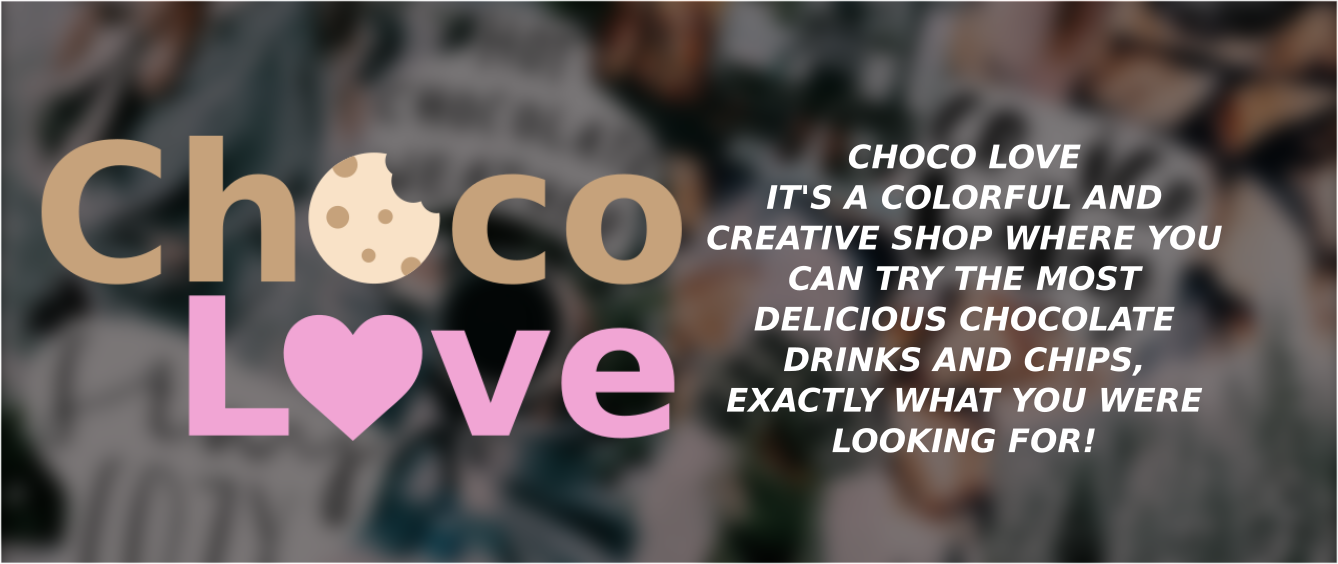 Choco
Love
CHOCO LOVE
IT'S A COLORFUL AND
CREATIVE SHOP WHERE YOU
CAN TRY THE MOST
DELICIOUS CHOCOLATE
DRINKS AND CHIPS,
EXACTLY WHAT YOU WERE
LOOKING FOR!